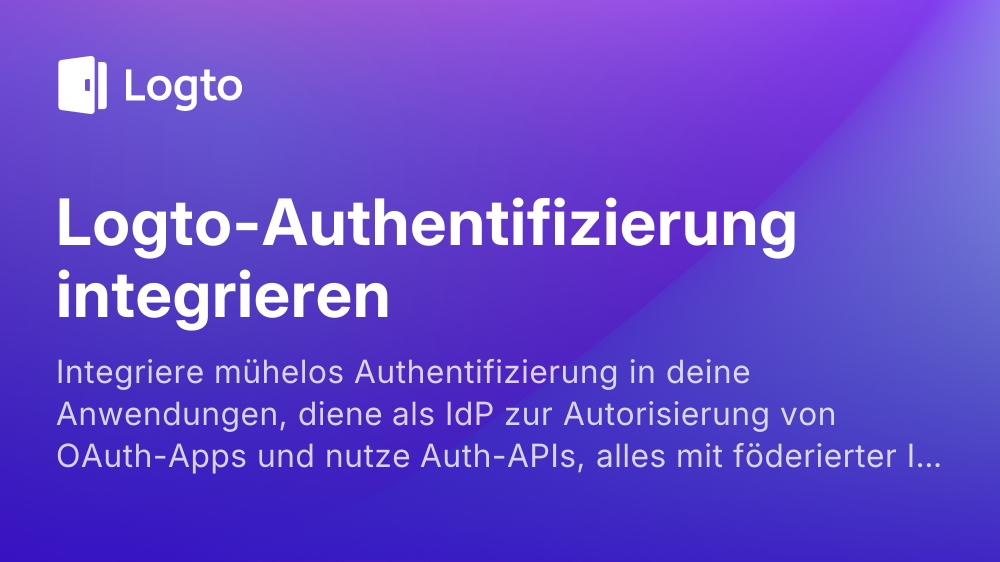 Logto
Logto-Authentifizierung
integrieren
Integriere mühelos Authentifizierung in deine
Anwendungen, diene als IdP zur Autorisierung von
OAuth-Apps und nutze Auth-APIs, alles mit föderierter I...